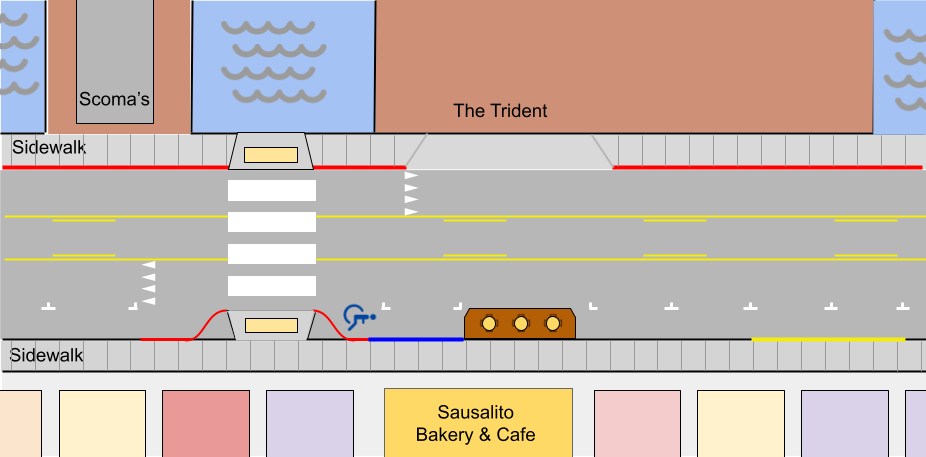 Scoma's
The Trident
Sidewalk
Sidewalk
Sausalito
Bakery & Cafe